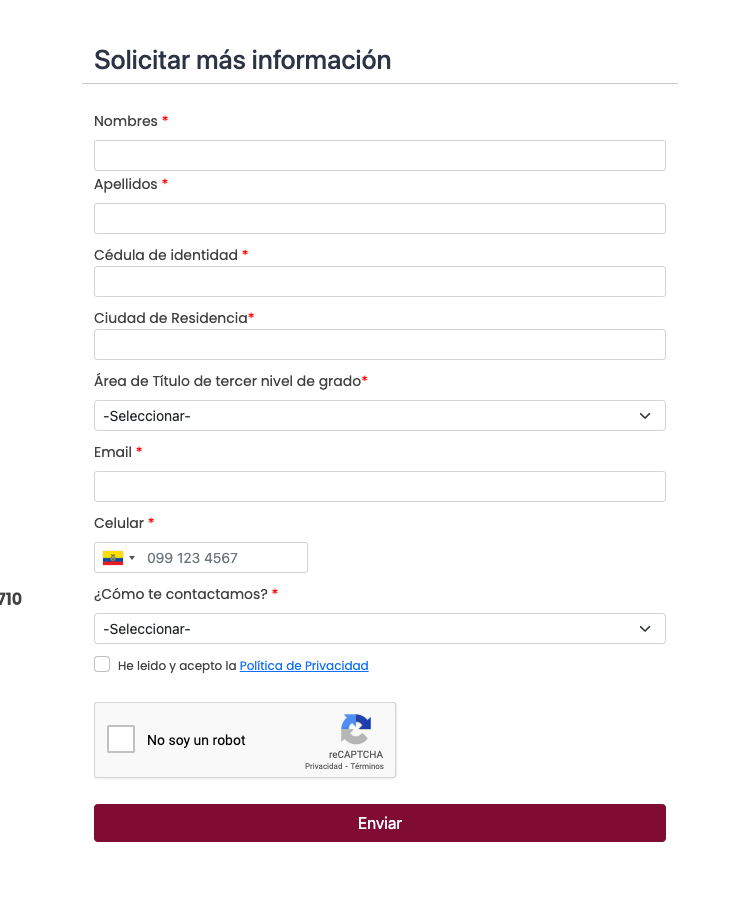 Solicitar más información
Nombres *
Apellidos *
Cédula de identidad *
Ciudad de Residencia*
Área de Título de tercer nivel de grado*
-Seleccionar-
Email *
Celular *
099 123 4567
710
¿Cómo te contactamos? *
-Seleccionar-
He leido y acepto la Política de Privacidad
No soy un robot
reCAPTCHA
Privacidad - Términos
Enviar